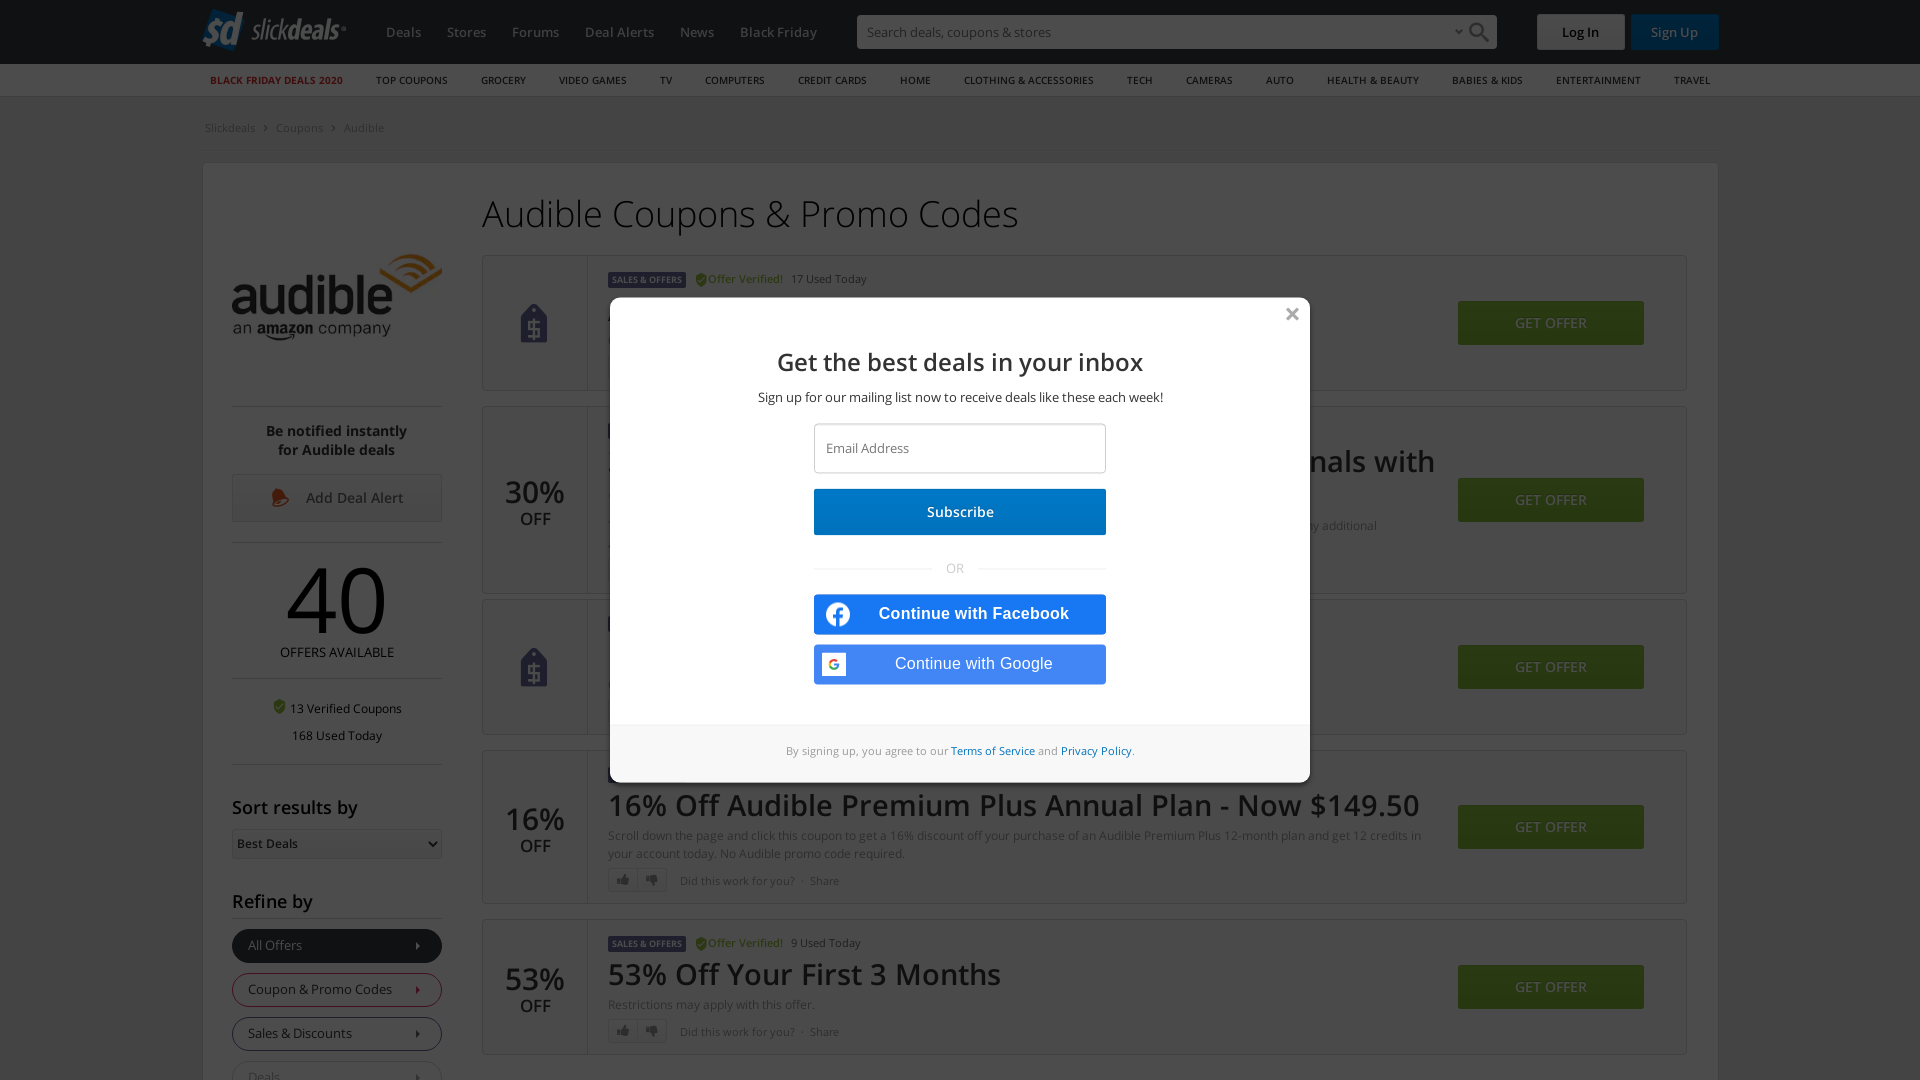 sd slickdeals
Deals Stores Forums Deal Alerts News Black Friday
Search deals, coupons & stores
Log In
Sign Up
BLACK FRIDAY DEALS 2020 TOP COUPONS GROCERY VIDEO GAMES TV COMPUTERS CREDIT CARDS HOME CLOTHING & ACCESSORIES TECH CAMERAS AUTO HEALTH & BEAUTY BABIES & KIDS ENTERTAINMENT TRAVEL
Slickdeals Coupons Audible
audible
an amazon company
Be notified instantly
for Audible deals
Add Deal Alert
40
OFFERS AVAILABLE
13 Verified Coupons
168 Used Today
Sort results by
Best Deals
Refine by
All Offers
Coupon & Promo Codes
Sales & Discounts
Deals
Audible Coupons & Promo Codes
SALES & OFFERS Offer Verified! 17 Used Today
GET OFFER
30%
OFF
nals with
additional
GET OFFER
GET OFFER
16%
OFF
16% Off Audible Premium Plus Annual Plan - Now $149.50
Scroll down the page and click this coupon to get a 16% discount off your purchase of an Audible Premium Plus 12-month plan and get 12 credits in
your account today. No Audible promo code required.
Did this work for you? · Share
GET OFFER
53%
OFF
SALES & OFFERS Offer Verified! 9 Used Today
53% Off Your First 3 Months
Restrictions may apply with this offer.
Did this work for you? · Share
GET OFFER
Get the best deals in your inbox
Sign up for our mailing list now to receive deals like these each week!
Email Address
Subscribe
OR
Continue with Facebook
Continue with Google
By signing up, you agree to our Terms of Service and Privacy Policy.